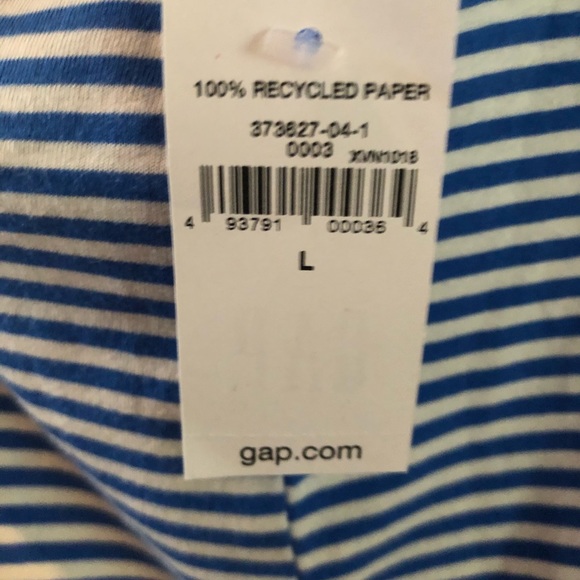 100% RECYCLED PAPER
373627-04-1
0003 XVN1018
4 93791 00036 4
L
gap.com